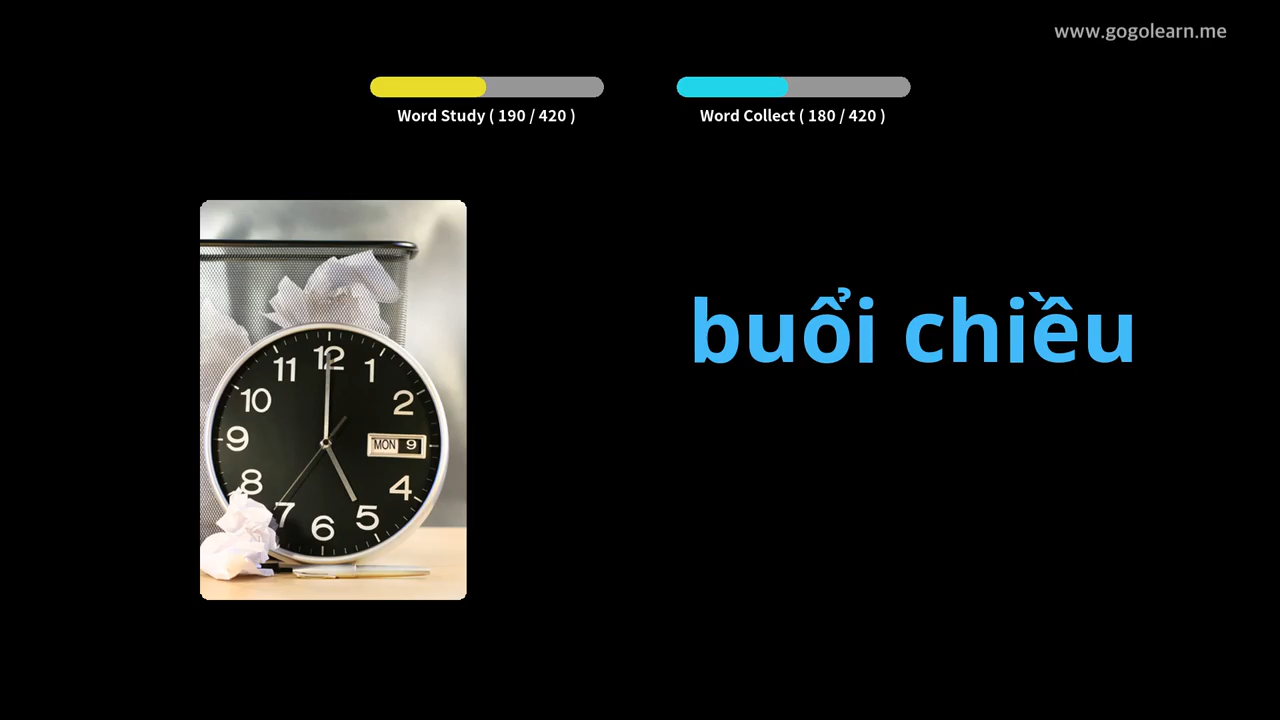 www.gogolearn.me
Word Study ( 190 / 420 )
Word Collect ( 180 / 420 )
buổi chiều
12
11
1
10
2
9
MON 9
8
4
7
5
6